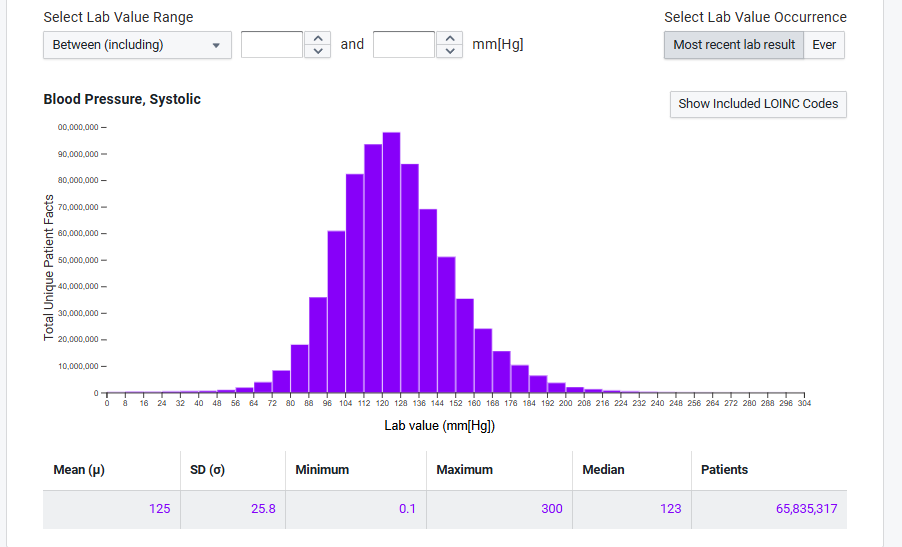 Select Lab Value Range
Select Lab Value Occurrence
Between (including)
and
mm[Hg]
Most recent lab result
Ever
Blood Pressure, Systolic
Show Included LOINC Codes
Total Unique Patient Facts
00,000,000
90,000,000
80,000,000
70,000,000
60,000,000
50,000,000
40,000,000
30,000,000
20,000,000
10,000,000
0
0 8 16 24 32 40 48 56 64 72 80 88 96 104 112 120 128 136 144 152 160 168 176 184 192 200 208 216 224 232 240 248 256 264 272 280 288 296 304
Lab value (mm[Hg])
Mean (μ) SD (σ) Minimum Maximum Median Patients
125 25.8 0.1 300 123 65,835,317